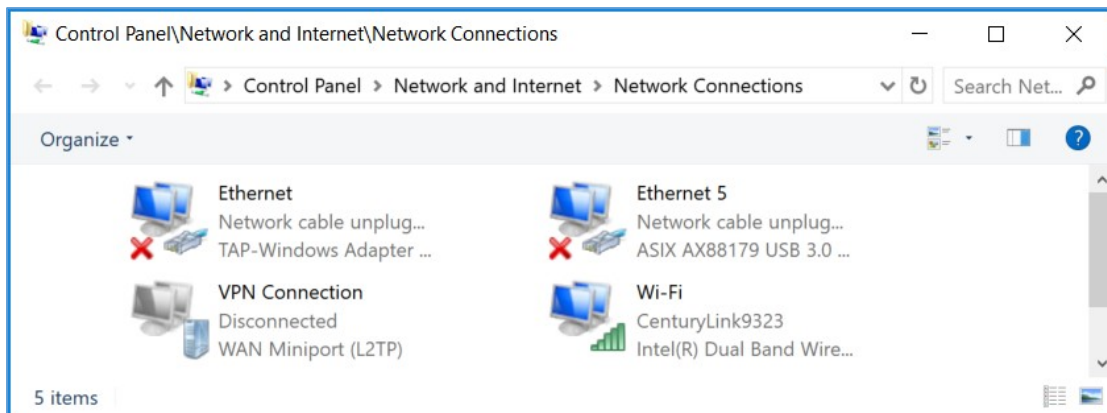 Control Panel\Network and Internet\Network Connections
Control Panel > Network and Internet > Network Connections
Search Net...
Organize
?
Ethernet
Network cable unplug...
TAP-Windows Adapter ...
Ethernet 5
Network cable unplug...
ASIX AX88179 USB 3.0 ...
VPN Connection
Disconnected
WAN Miniport (L2TP)
Wi-Fi
CenturyLink9323
Intel(R) Dual Band Wire...
5 items